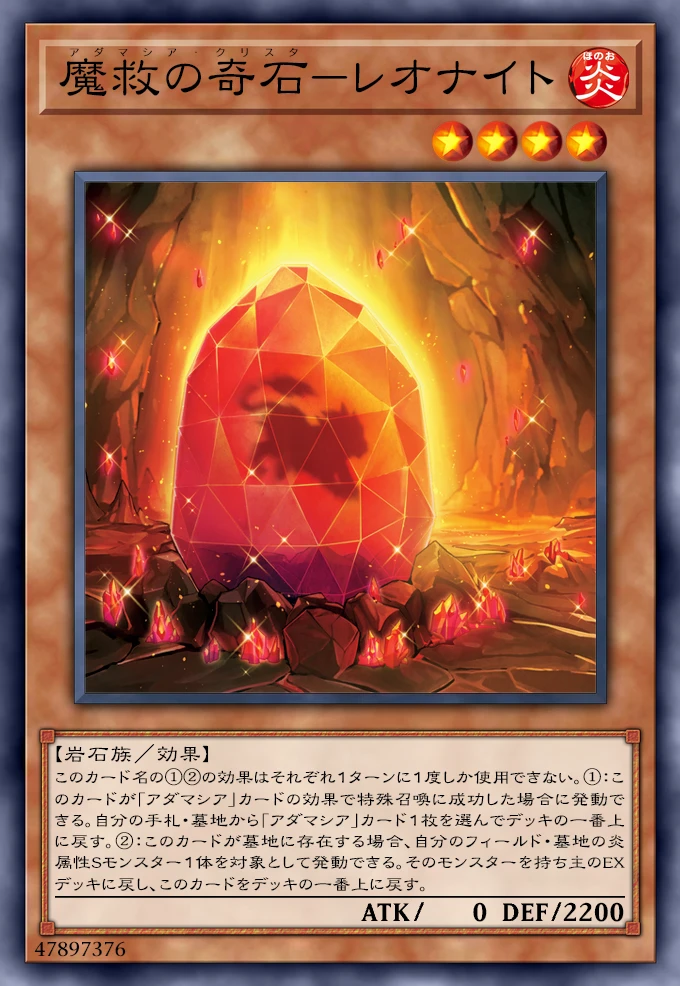 アダマシア・クリスタ
魔救の奇石－レオナイト
ほのお
炎
【岩石族／効果】
このカード名の①②の効果はそれぞれ1ターンに1度しか使用できない。①：こ
のカードが「アダマシア」カードの効果で特殊召喚に成功した場合に発動で
きる。自分の手札・墓地から「アダマシア」カード1枚を選んでデッキの一番上
に戻す。②：このカードが墓地に存在する場合、自分のフィールド・墓地の炎
属性Sモンスター1体を対象として発動できる。そのモンスターを持ち主のEX
デッキに戻し、このカードをデッキの一番上に戻す。
ATK/ 0 DEF/2200
47897376